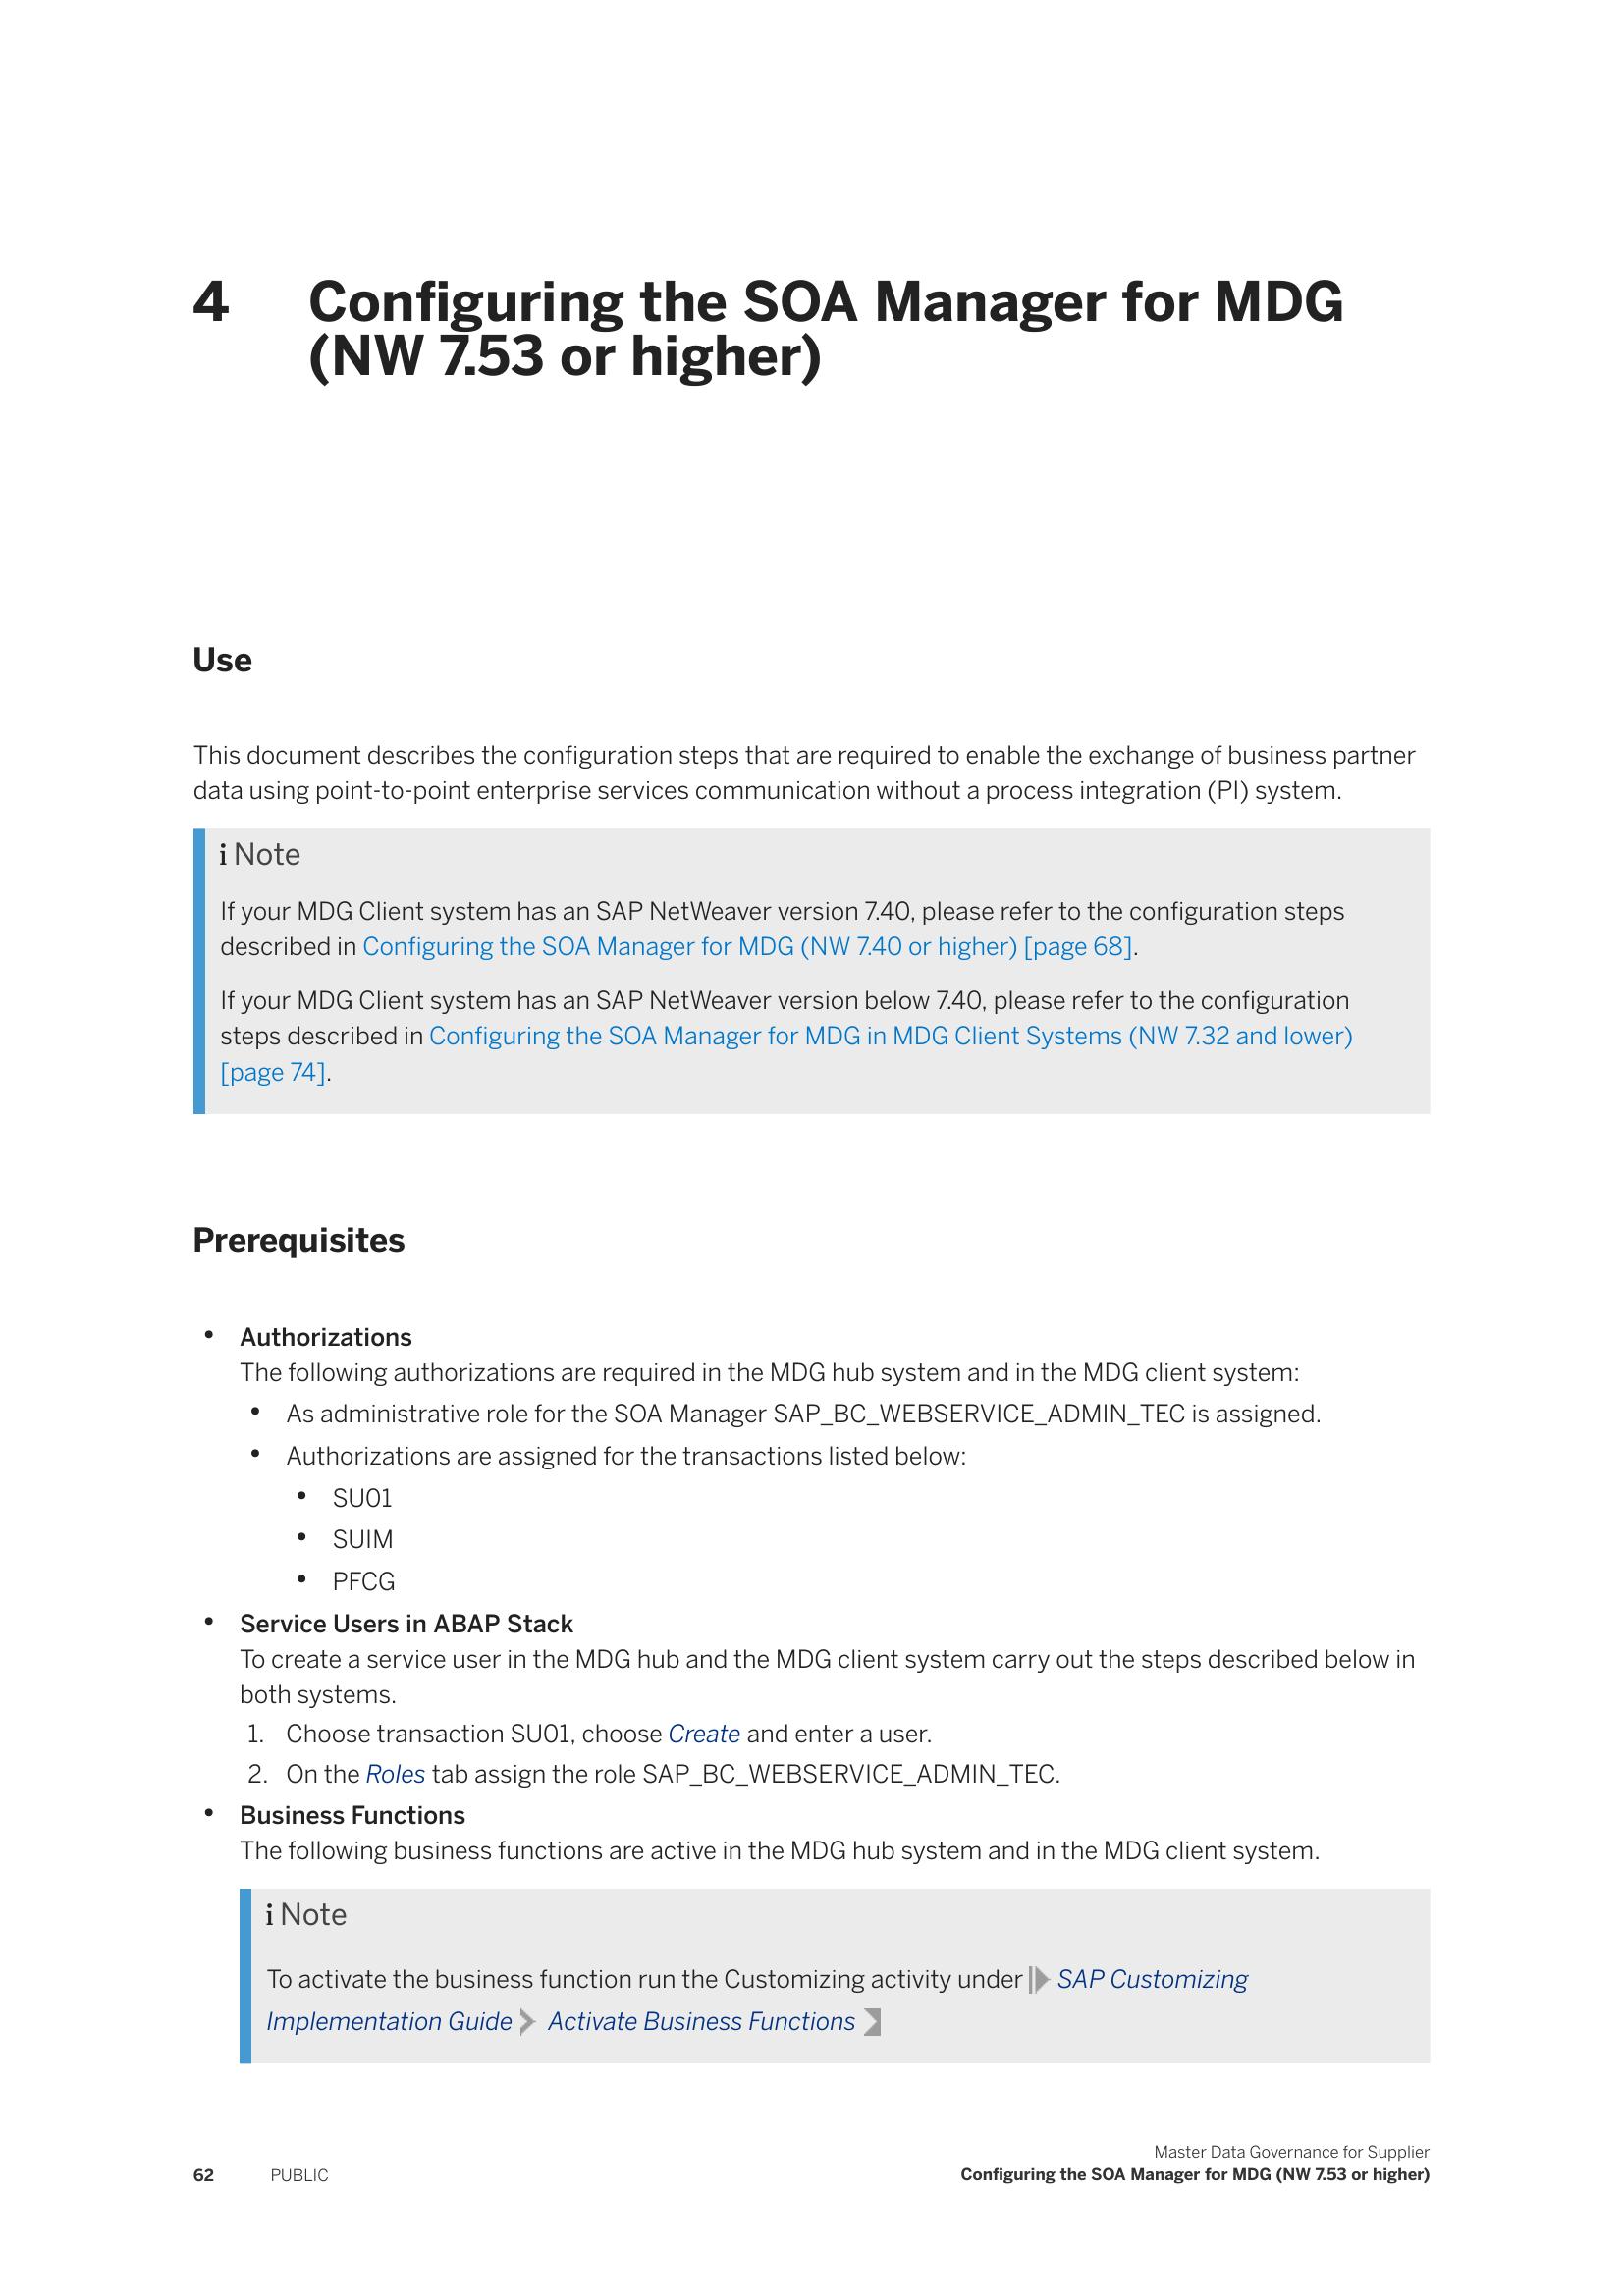 4 Configuring the SOA Manager for MDG
(NW 7.53 or higher)
Use
This document describes the configuration steps that are required to enable the exchange of business partner
data using point-to-point enterprise services communication without a process integration (PI) system.
i Note
If your MDG Client system has an SAP NetWeaver version 7.40, please refer to the configuration steps
described in Configuring the SOA Manager for MDG (NW 7.40 or higher) [page 68].
If your MDG Client system has an SAP NetWeaver version below 7.40, please refer to the configuration
steps described in Configuring the SOA Manager for MDG in MDG Client Systems (NW 7.32 and lower)
[page 74].
Prerequisites
• Authorizations
The following authorizations are required in the MDG hub system and in the MDG client system:
• As administrative role for the SOA Manager SAP_BC_WEBSERVICE_ADMIN_TEC is assigned.
• Authorizations are assigned for the transactions listed below:
• SU01
• SUIM
• PFCG
• Service Users in ABAP Stack
To create a service user in the MDG hub and the MDG client system carry out the steps described below in
both systems.
1. Choose transaction SU01, choose Create and enter a user.
2. On the Roles tab assign the role SAP_BC_WEBSERVICE_ADMIN_TEC.
• Business Functions
The following business functions are active in the MDG hub system and in the MDG client system.
i Note
To activate the business function run the Customizing activity under SAP Customizing
Implementation Guide Activate Business Functions
Master Data Governance for Supplier
62 PUBLIC Configuring the SOA Manager for MDG (NW 7.53 or higher)